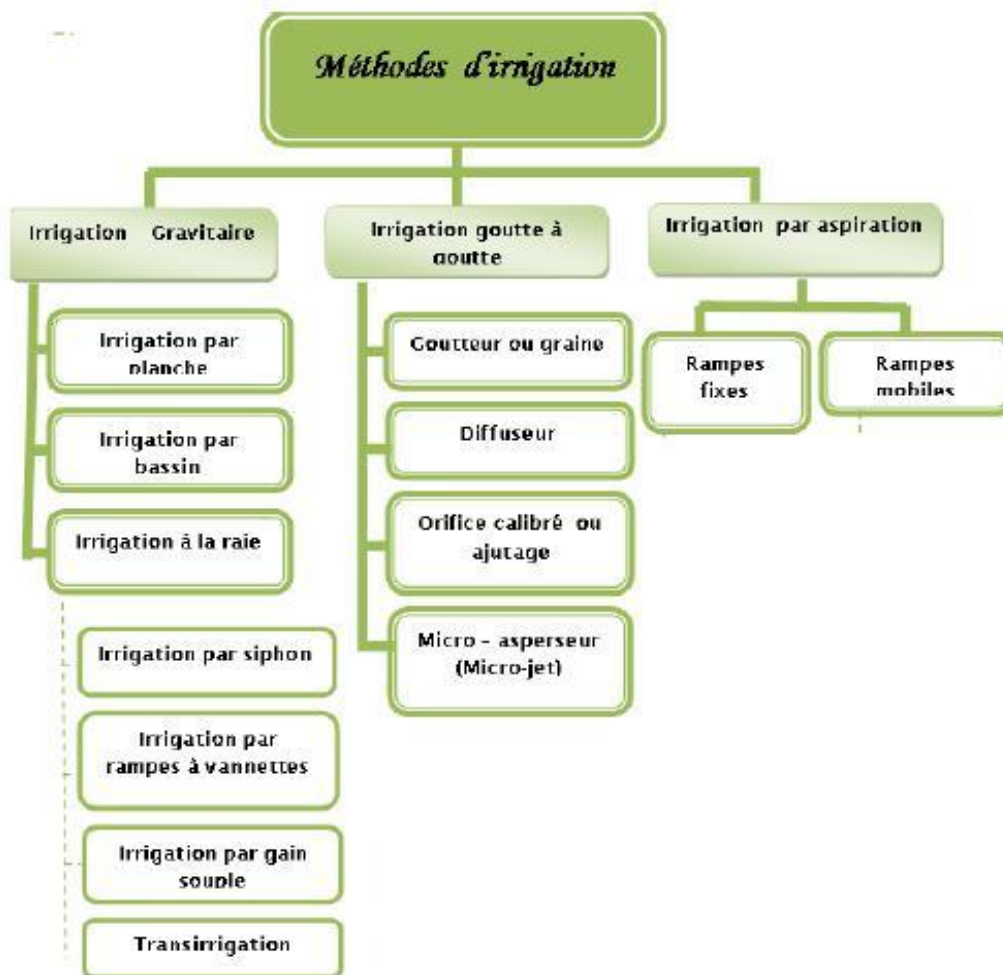 Méthodes d'irrigation
Irrigation Gravitaire
Irrigation par
planche
Irrigation par
bassin
Irrigation à la raie
Irrigation par siphon
Irrigation par
rampes à vannettes
Irrigation par gain
souple
Transirrigation
Irrigation goutte à
goutte
Goutteur ou graine
Diffuseur
Orifice calibré ou
ajutage
Micro – asperseur
(Micro-jet)
Irrigation par aspiration
Rampes
fixes
Rampes
mobiles